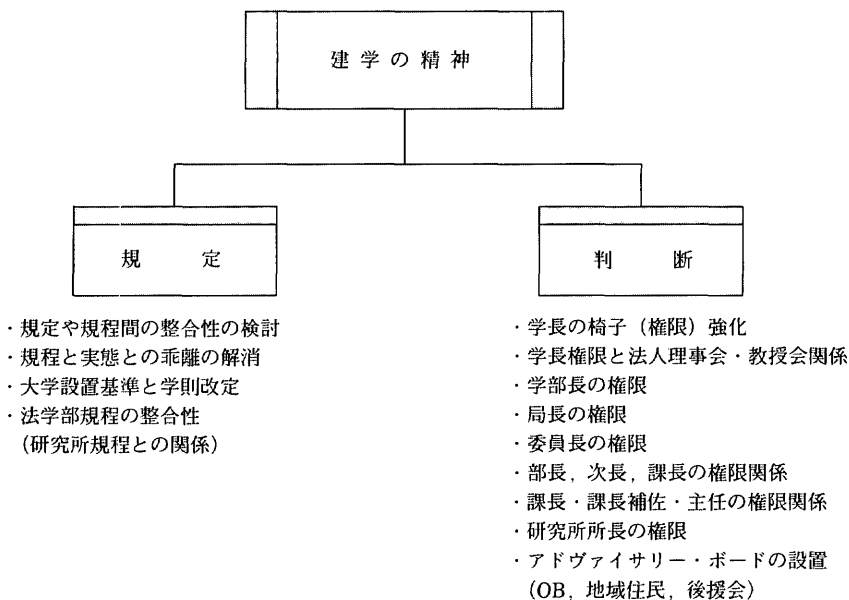 建学の精神
規定
・規定や規程間の整合性の検討
・規程と実態との乖離の解消
・大学設置基準と学則改定
・法学部規程の整合性
(研究所規程との関係)
判断
・学長の椅子(権限)強化
・学長権限と法人理事会・教授会関係
・学部長の権限
・局長の権限
・委員長の権限
・部長,次長,課長の権限関係
・課長・課長補佐・主任の権限関係
・研究所所長の権限
・アドヴァイサリー・ボードの設置
(OB,地域住民,後援会)